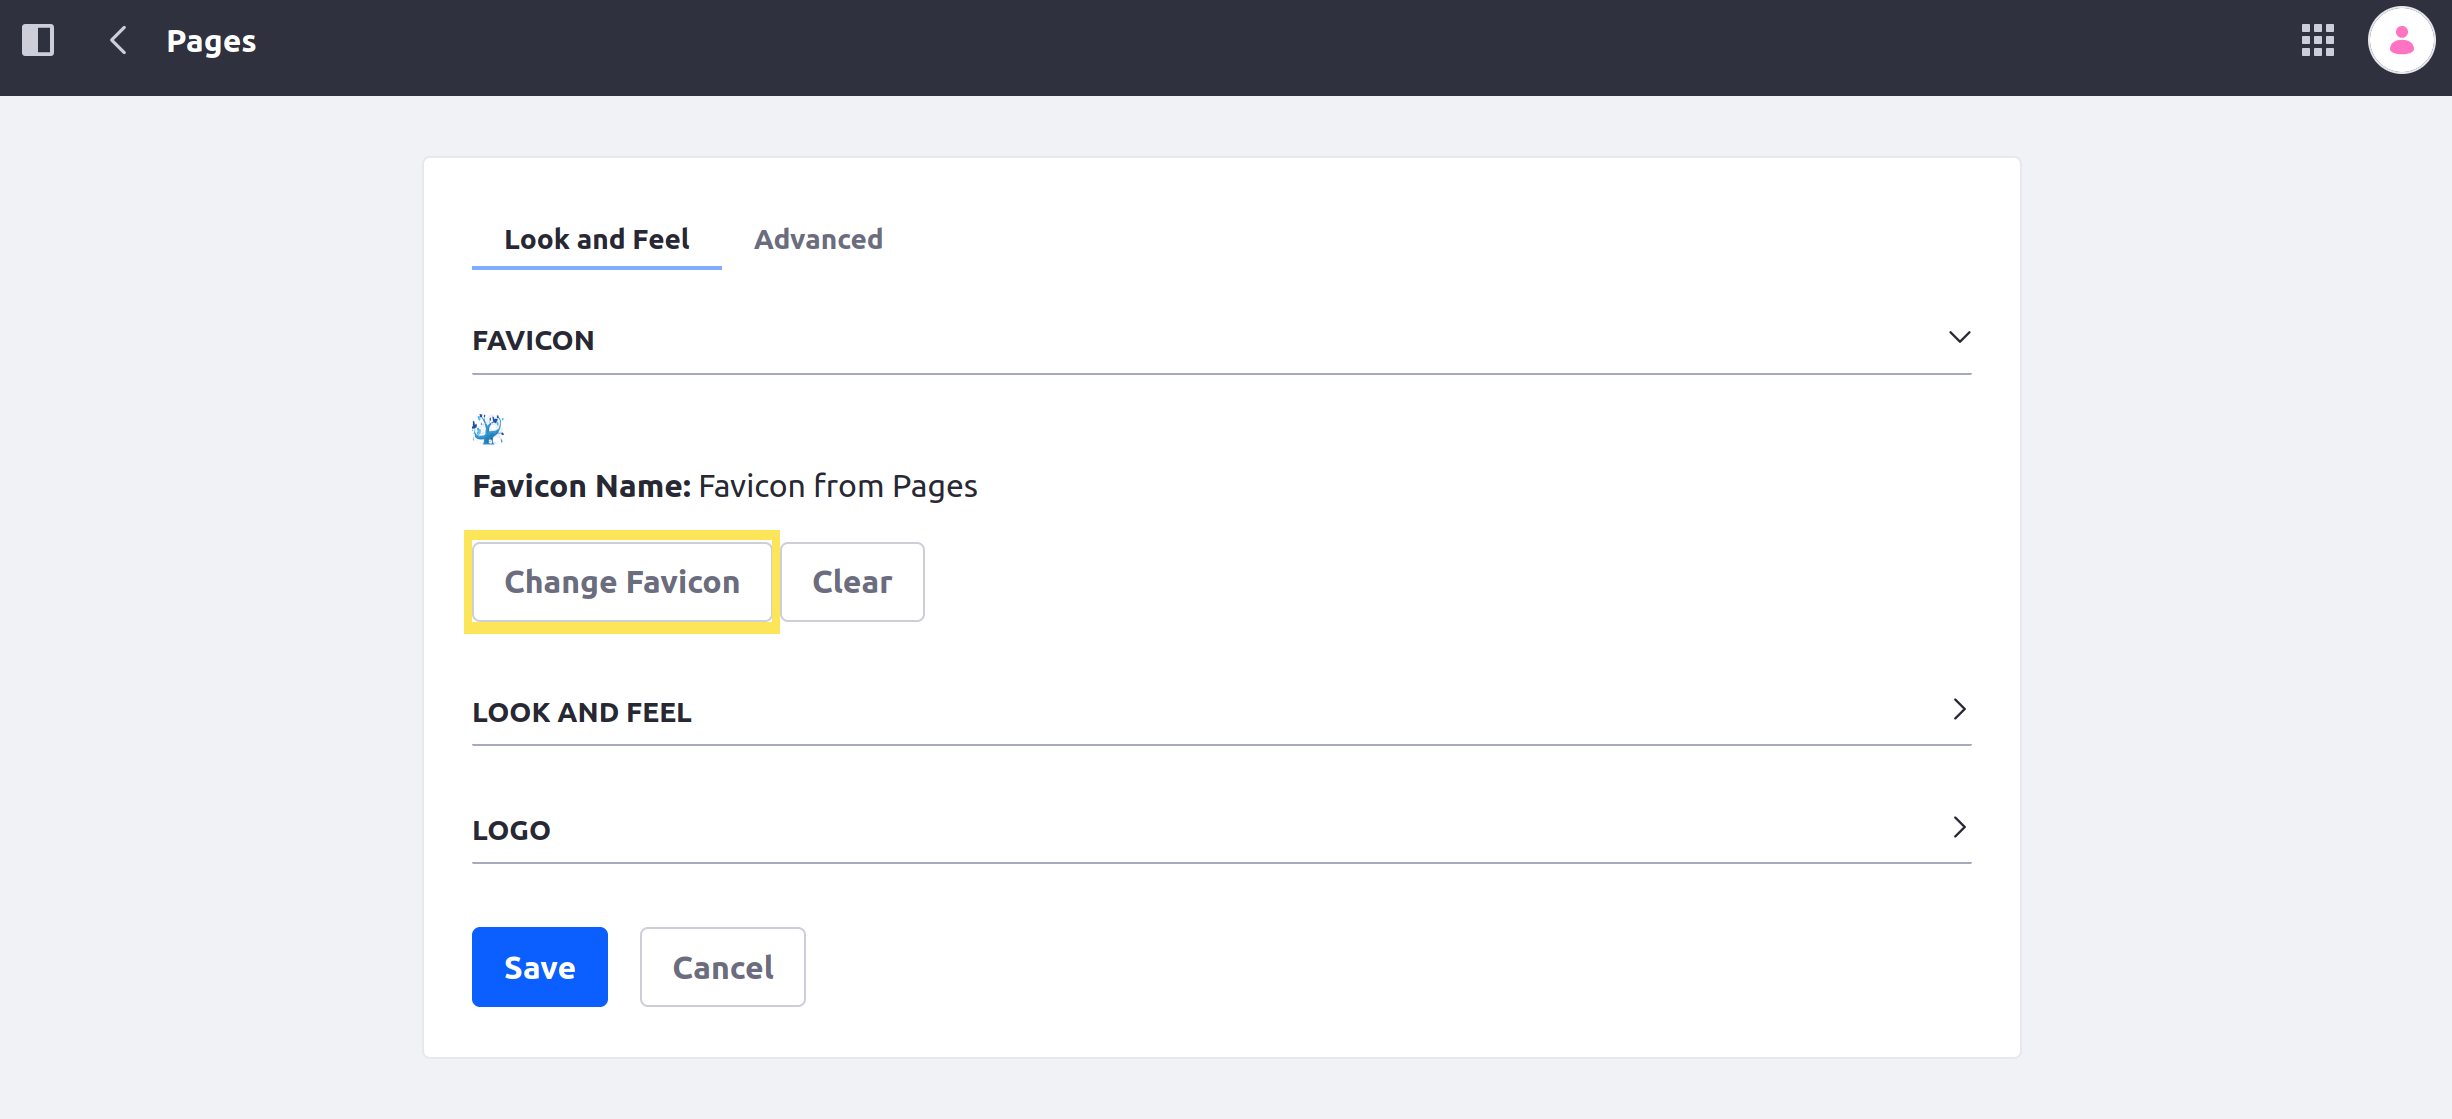 Pages
Look and Feel Advanced
FAVICON
Favicon Name: Favicon from Pages
Change Favicon Clear
LOOK AND FEEL
LOGO
Save Cancel